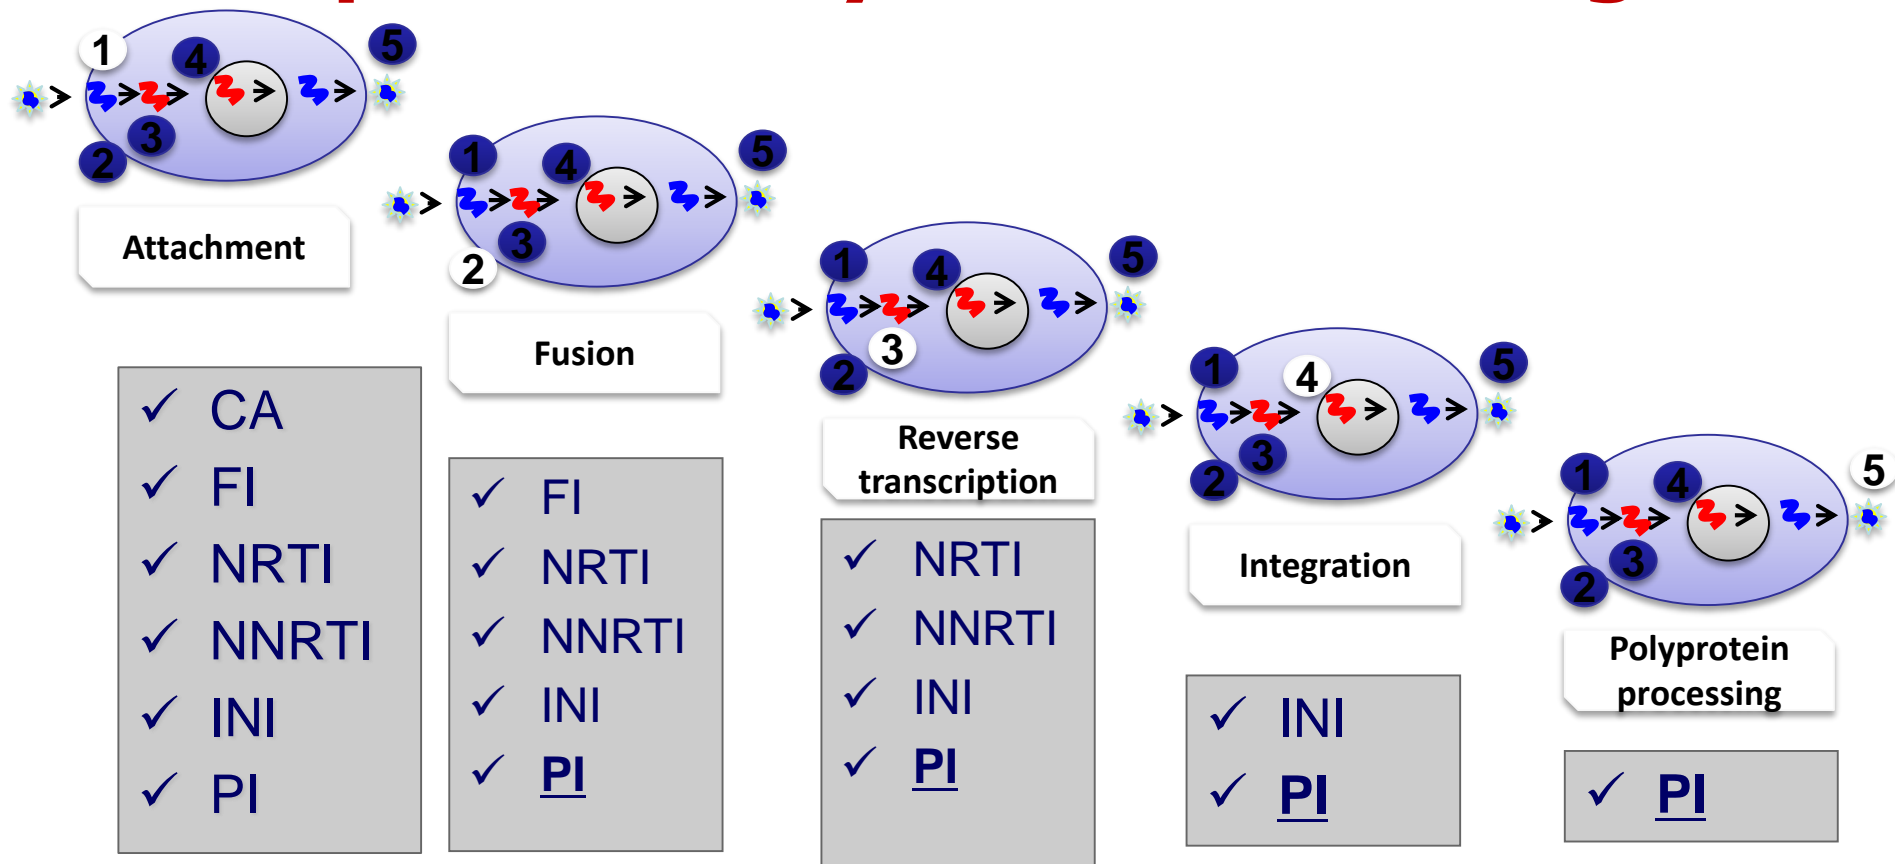 1
4
5
3
2
Attachment
✓ CA
✓ FI
✓ NRTI
✓ NNRTI
✓ INI
✓ PI
1
4
5
3
2
Fusion
✓ FI
✓ NRTI
✓ NNRTI
✓ INI
✓ PI
1
4
5
3
2
Reverse
transcription
✓ NRTI
✓ NNRTI
✓ INI
✓ PI
1
4
5
3
2
Integration
✓ INI
✓ PI
1
4
5
3
2
Polyprotein
processing
✓ PI